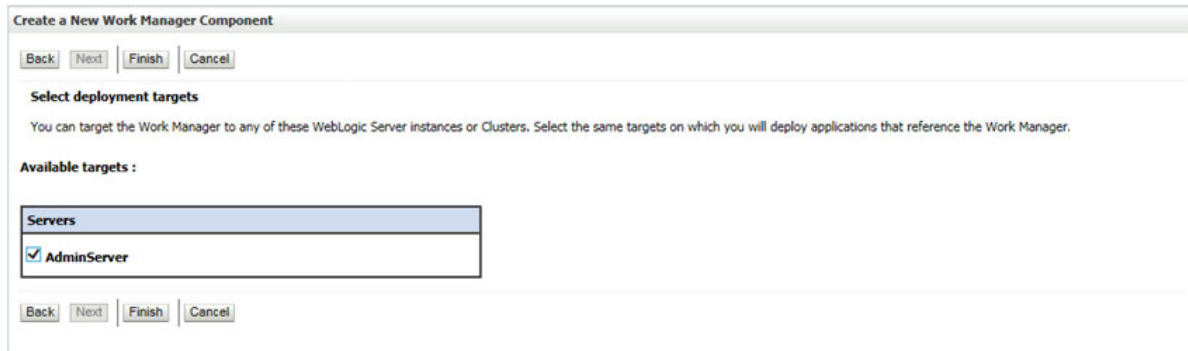 Create a New Work Manager Component
Back Next Finish Cancel
Select deployment targets
You can target the Work Manager to any of these WebLogic Server instances or Clusters. Select the same targets on which you will deploy applications that reference the Work Manager.
Available targets :
Servers
AdminServer
Back Next Finish Cancel